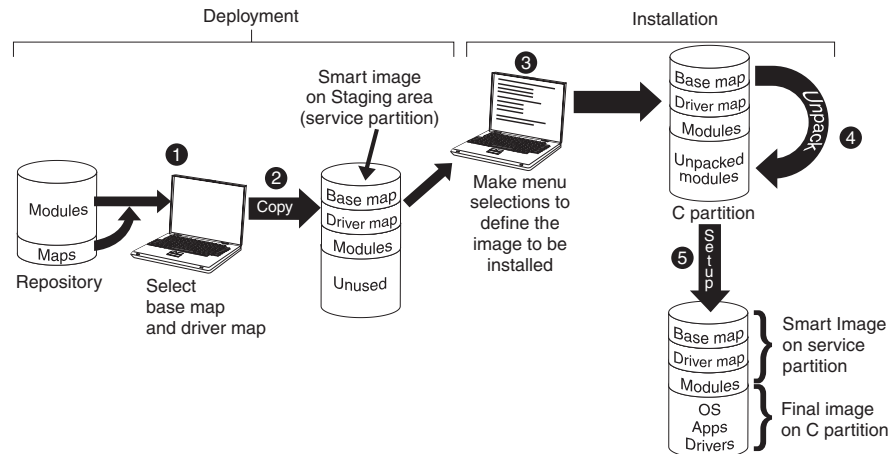 Deployment
Installation
Modules
Maps
Repository
1
Select
base map
and driver map
2
Copy
Smart image
on Staging area
(service partition)
Base map
Driver map
Modules
Unused
3
Make menu
selections to
define the
image to be
installed
Base map
Driver map
Modules
Unpacked
modules
C partition
Unpack
4
5
Setup
Base map
Driver map
Modules
OS
Apps
Drivers
Smart Image
on service
partition
Final image
on C partition